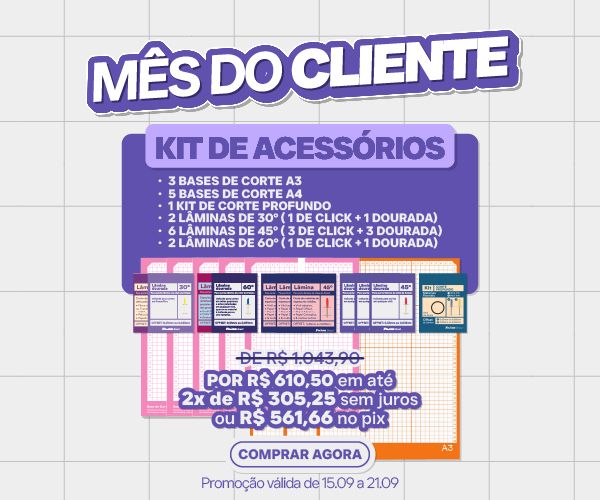 MÊS DO CLIENTE
KIT DE ACESSÓRIOS
• 3 BASES DE CORTE A3
• 5 BASES DE CORTE A4
• 1 KIT DE CORTE PROFUNDO
• 2 LÂMINAS DE 30° ( 1 DE CLICK + 1 DOURADA)
• 6 LÂMINAS DE 45° ( 3 DE CLICK + 3 DOURADA)
• 2 LÂMINAS DE 60° ( 1 DE CLICK + 1 DOURADA)
Lâmina dourada 30°
60°
Lâmina 45°
45°
Kit
DE R$ 1.043,90
POR R$ 610,50 em até
2x de R$ 305,25 sem juros
ou R$ 561,66 no pix
A3
COMPRAR AGORA
Promoção válida de 15.09 a 21.09